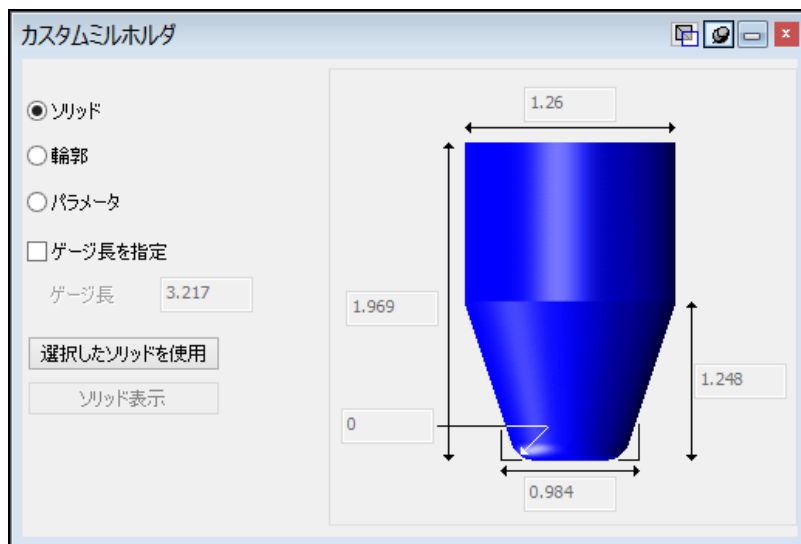 カスタムミルホルダ
ソリッド
輪郭
パラメータ
ゲージ長を指定
ゲージ長 3.217
選択したソリッドを使用
ソリッド表示
1.26
1.969
1.248
0
0.984